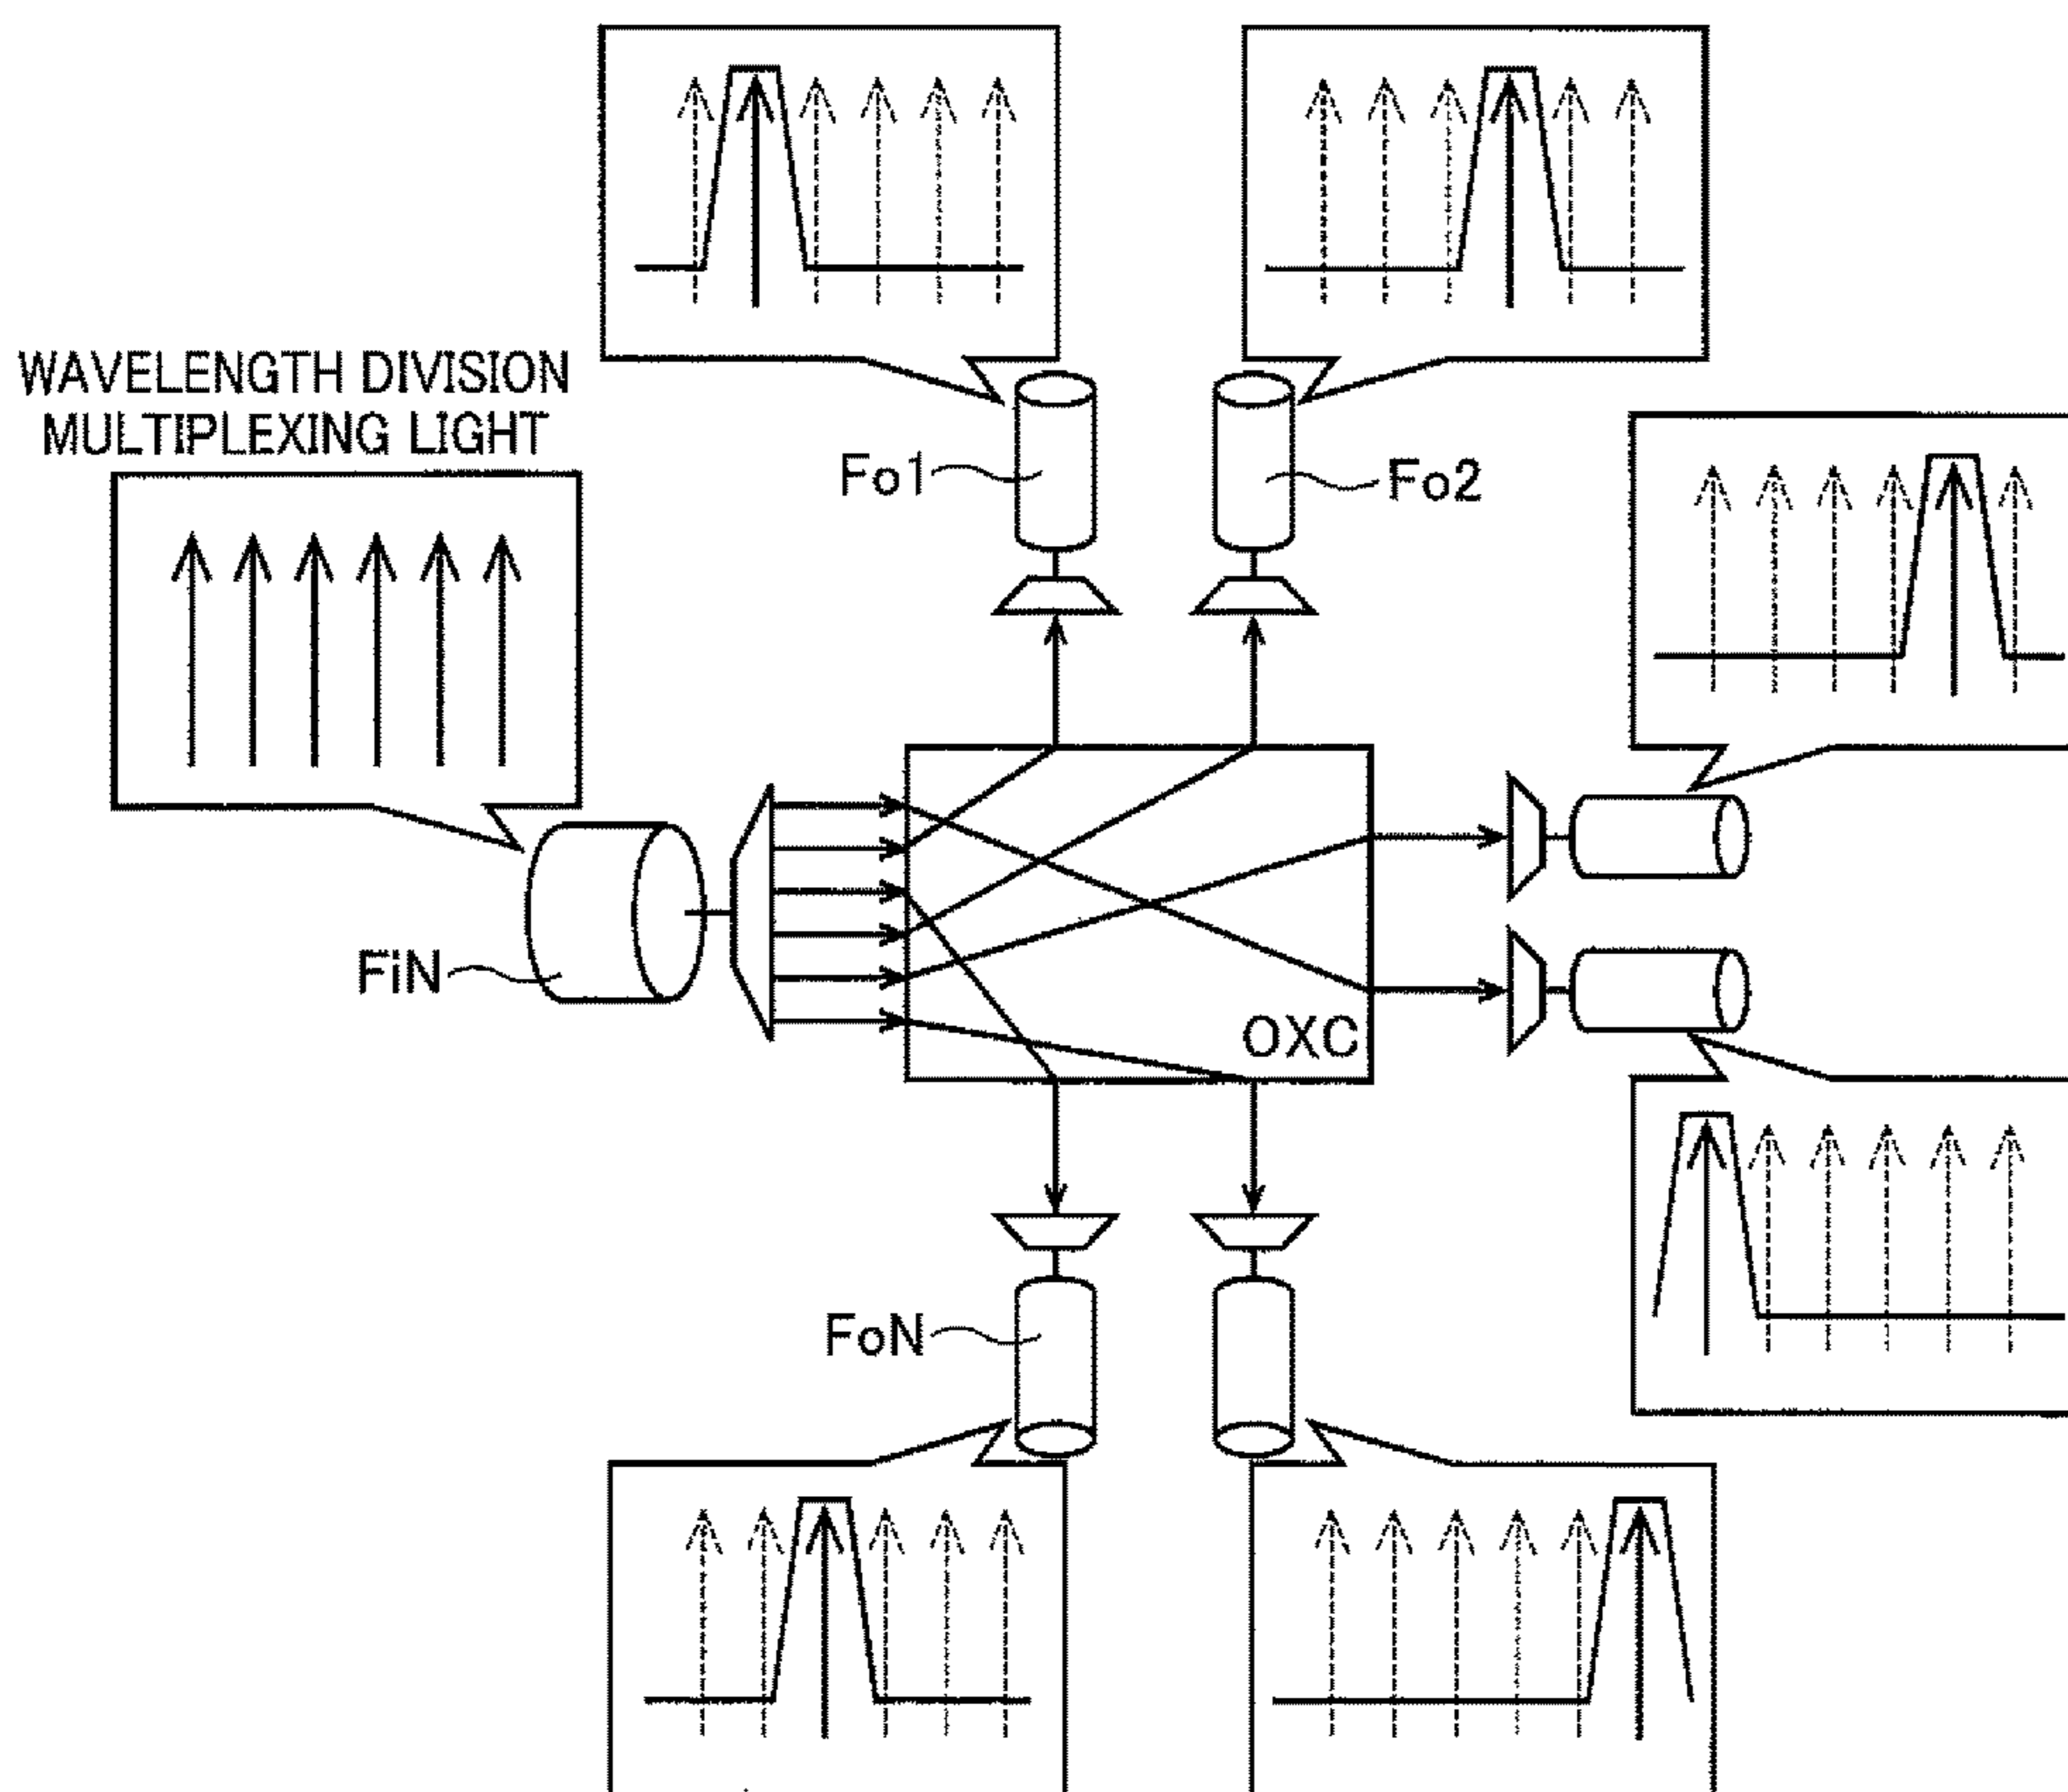 WAVELENGTH DIVISION
MULTIPLEXING LIGHT
Fo1
Fo2
FiN
OXC
FoN